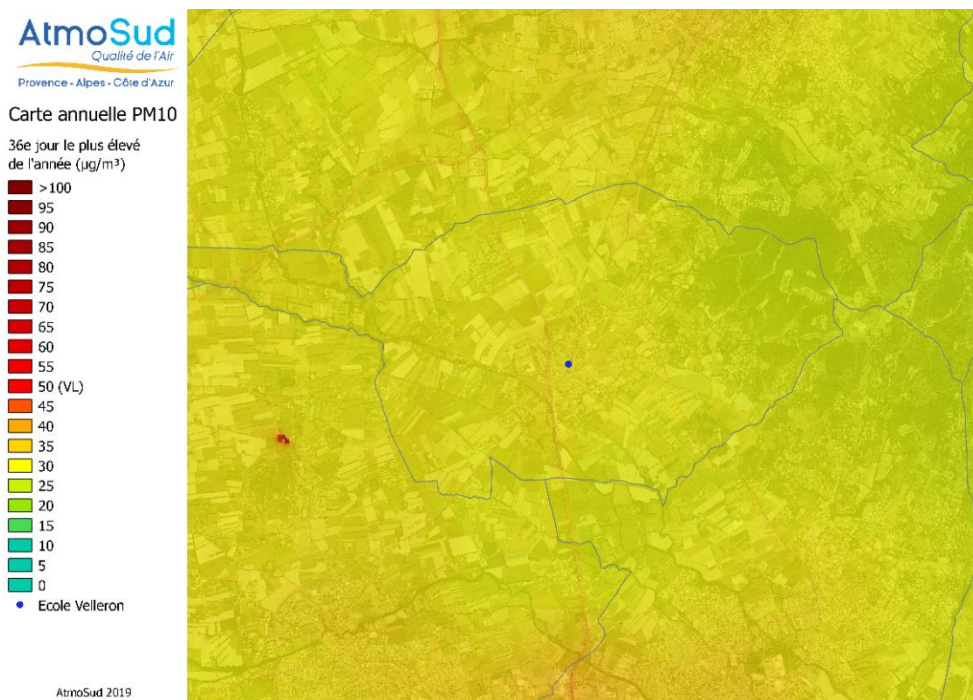 AtmoSud
Qualité de l'Air
Provence - Alpes - Côte d'Azur
Carte annuelle PM10
36e jour le plus élevé
de l'année (µg/m³)
>100
95
90
85
80
75
70
65
60
55
50 (VL)
45
40
35
30
25
20
15
10
5
0
Ecole Velleron
AtmoSud 2019